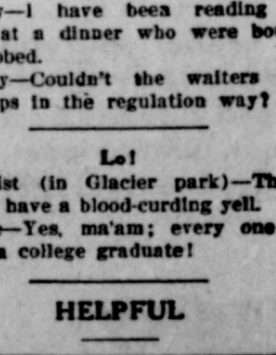 y—I have been reading
at a dinner who were bo
bbed.
y—Couldn't the waiters
ps in the regulation way?
Lo!
ist (in Glacier park)—Th
have a blood-curding yell.
e—Yes, ma'am; every one
a college graduate!
HELPFUL